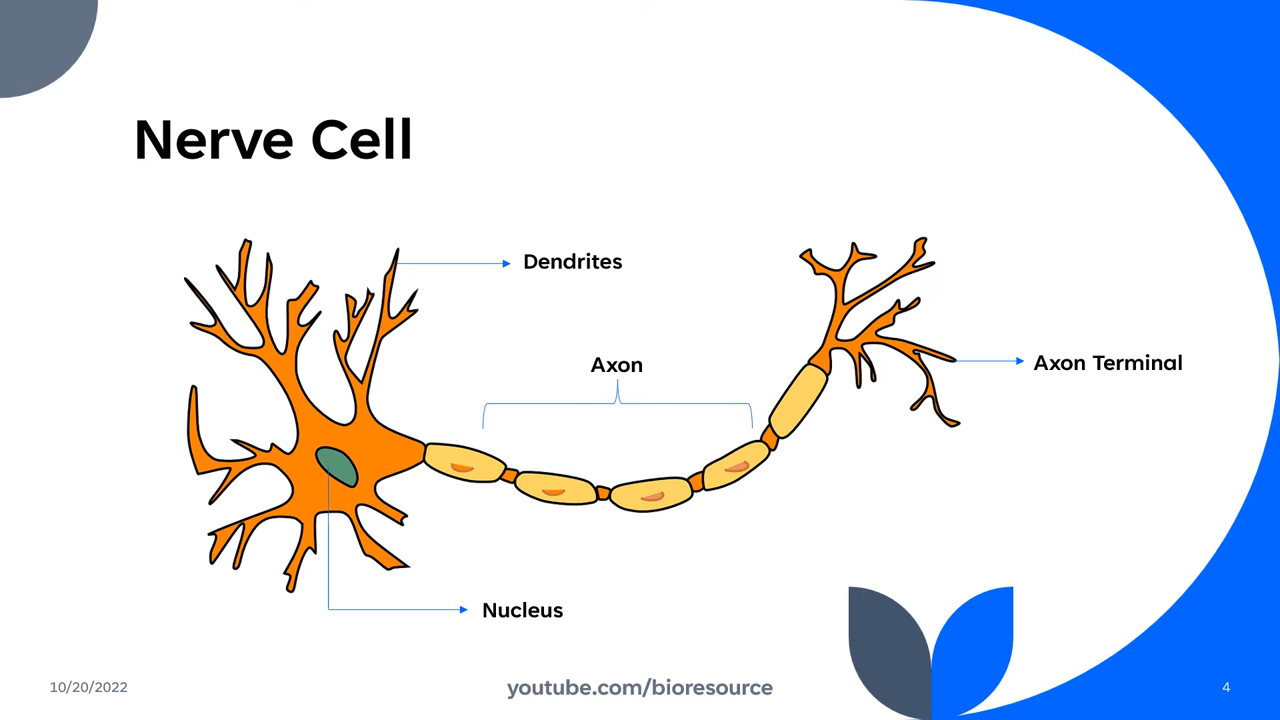 Nerve Cell
Dendrites
Axon
Axon Terminal
Nucleus
10/20/2022
youtube.com/bioresource
4